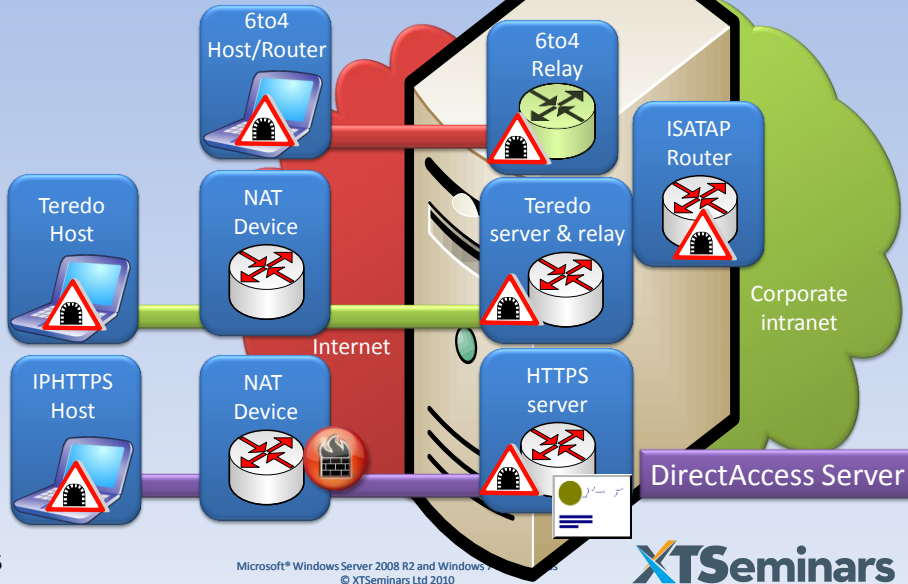 6to4
Host/Router
6to4
Relay
ISATAP
Router
Teredo
Host
NAT
Device
Teredo
server & relay
Corporate
intranet
Internet
IPHTTPS
Host
NAT
Device
HTTPS
server
DirectAccess Server
Microsoft® Windows Server 2008 R2 and Windows
© XTSeminars Ltd 2010
XTSeminars